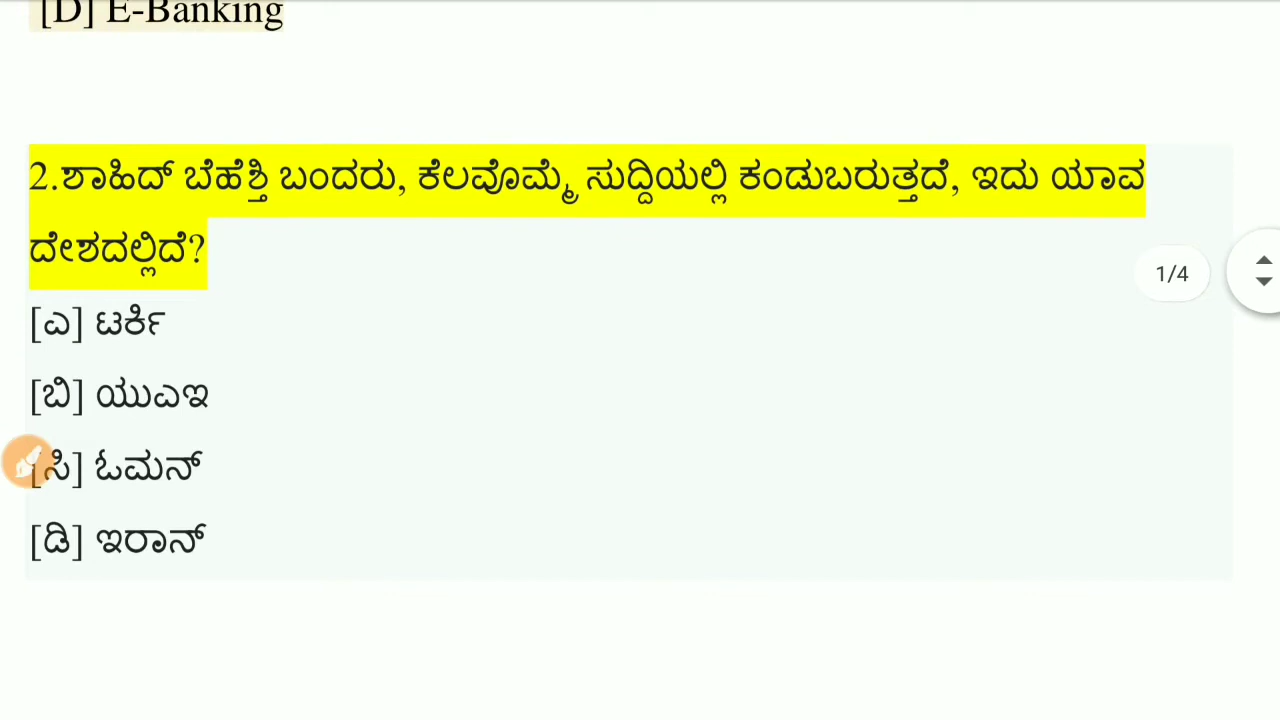 [D] E-Banking
2.ಶಾಹಿದ್ ಬೆಹೆಶ್ತಿ ಬಂದರು, ಕೆಲವೊಮ್ಮೆ ಸುದ್ದಿಯಲ್ಲಿ ಕಂಡುಬರುತ್ತದೆ, ಇದು ಯಾವ
ದೇಶದಲ್ಲಿದೆ?
1/4
[ಎ] ಟರ್ಕಿ
[ಬಿ] ಯುಎಇ
[ಸಿ] ಓಮನ್
[ಡಿ] ಇರಾನ್